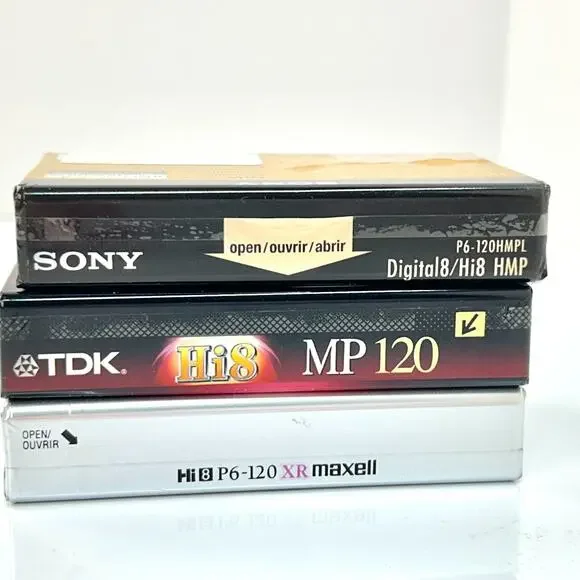 open/ouvrir/abrir
P6-120HMPL
SONY
Digital8/Hi8 HMP
TDK® Hi8 MP 120
OPEN/
OUVRIR
Hi8 P6-120 XR maxell